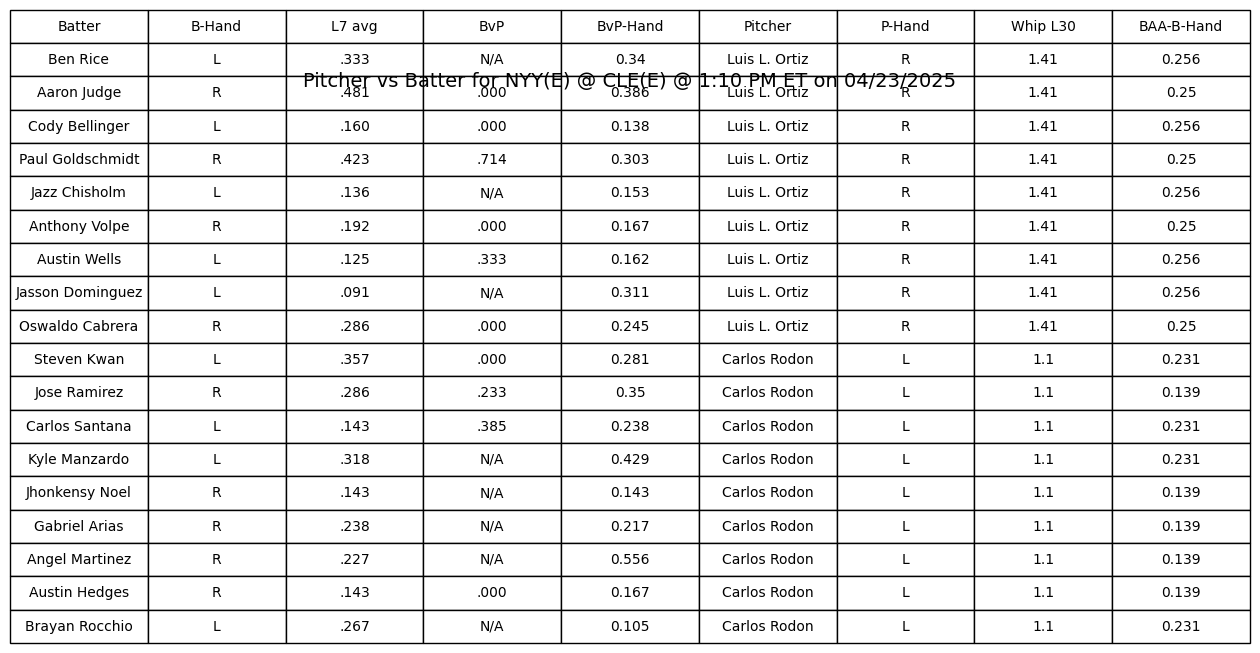 Batter B-Hand L7 avg BvP BvP-Hand Pitcher P-Hand Whip L30 BAA-B-Hand
Ben Rice L .333 N/A 0.34 Luis L. Ortiz R 1.41 0.256
Pitcher vs Batter for NYY(E) @ CLE(E) @ 1:10 PM ET on 04/23/2025
Aaron Judge R .481 .000 0.386 Luis L. Ortiz R 1.41 0.25
Cody Bellinger L .160 .000 0.138 Luis L. Ortiz R 1.41 0.256
Paul Goldschmidt R .423 .714 0.303 Luis L. Ortiz R 1.41 0.25
Jazz Chisholm L .136 N/A 0.153 Luis L. Ortiz R 1.41 0.256
Anthony Volpe R .192 .000 0.167 Luis L. Ortiz R 1.41 0.25
Austin Wells L .125 .333 0.162 Luis L. Ortiz R 1.41 0.256
Jasson Dominguez L .091 N/A 0.311 Luis L. Ortiz R 1.41 0.256
Oswaldo Cabrera R .286 .000 0.245 Luis L. Ortiz R 1.41 0.25
Steven Kwan L .357 .000 0.281 Carlos Rodon L 1.1 0.231
Jose Ramirez R .286 .233 0.35 Carlos Rodon L 1.1 0.139
Carlos Santana L .143 .385 0.238 Carlos Rodon L 1.1 0.231
Kyle Manzardo L .318 N/A 0.429 Carlos Rodon L 1.1 0.231
Jhonkensy Noel R .143 N/A 0.143 Carlos Rodon L 1.1 0.139
Gabriel Arias R .238 N/A 0.217 Carlos Rodon L 1.1 0.139
Angel Martinez R .227 N/A 0.556 Carlos Rodon L 1.1 0.139
Austin Hedges R .143 .000 0.167 Carlos Rodon L 1.1 0.139
Brayan Rocchio L .267 N/A 0.105 Carlos Rodon L 1.1 0.231